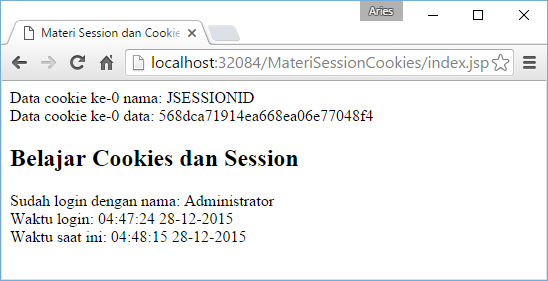 Aries
Materi Session dan Cookie
localhost:32084/MateriSessionCookies/index.jsp
Data cookie ke-0 nama: JSESSIONID
Data cookie ke-0 data: 568dca71914ea668ea06e77048f4
Belajar Cookies dan Session
Sudah login dengan nama: Administrator
Waktu login: 04:47:24 28-12-2015
Waktu saat ini: 04:48:15 28-12-2015